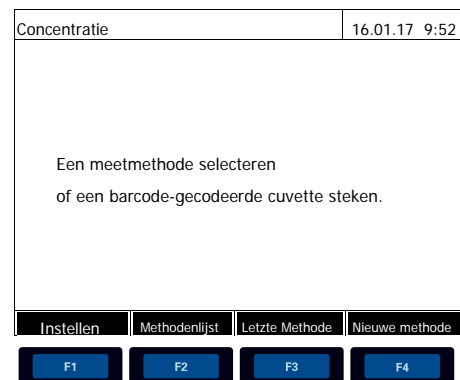 Concentratie 16.01.17 9:52
Een meetmethode selecteren
of een barcode-gecodeerde cuvette steken.
Instellen Methodenlijst Letzte Methode Nieuwe methode
F1 F2 F3 F4